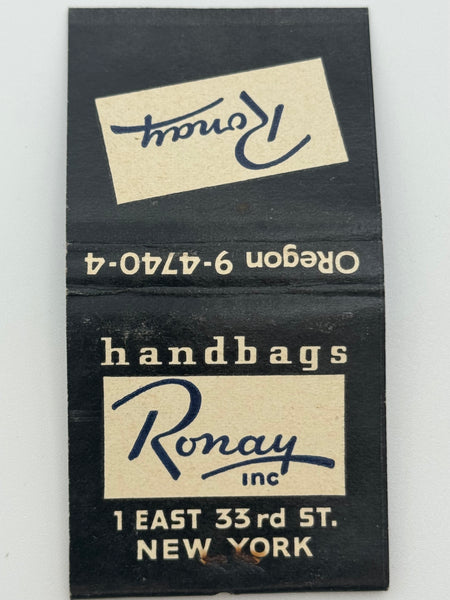 Ronay
ORegon 9-4740-4
handbags
Ronay
INC
1 EAST 33rd ST.
NEW YORK